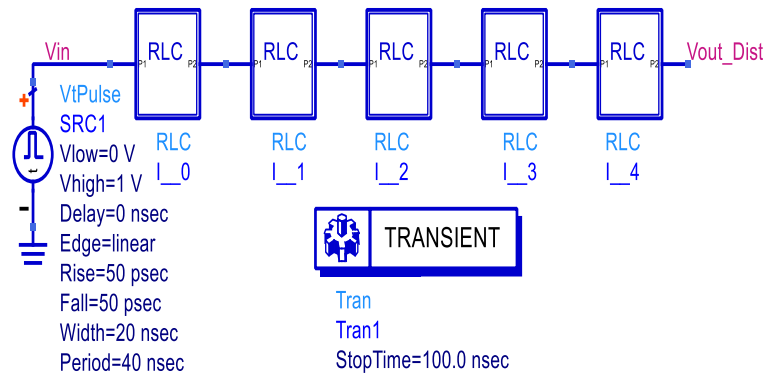 Vin
RLC
RLC
RLC
RLC
RLC
Vout_Dist
P1 P2
P1 P2
P1 P2
P1 P2
P1 P2
+
VtPulse
SRC1
Vlow=0 V
Vhigh=1 V
Delay=0 nsec
Edge=linear
Rise=50 psec
Fall=50 psec
Width=20 nsec
Period=40 nsec
-
RLC
I__0
RLC
I__1
RLC
I__2
RLC
I__3
RLC
I__4
TRANSIENT
Tran
Tran1
StopTime=100.0 nsec